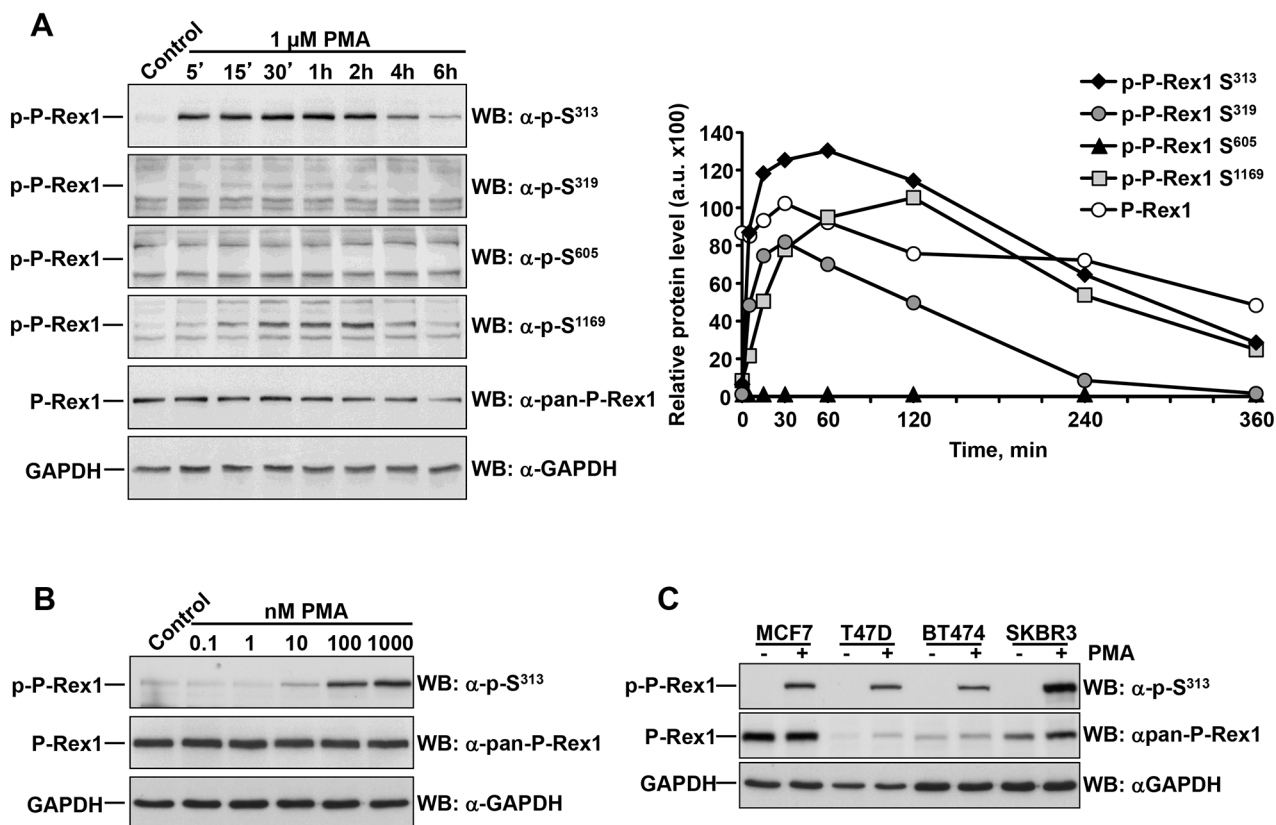 A
Control
1 µM PMA
5’ 15’ 30’ 1h 2h 4h 6h
p-P-Rex1 WB: α-p-S³¹³
p-P-Rex1 WB: α-p-S³¹⁹
p-P-Rex1 WB: α-p-S⁶⁰⁵
p-P-Rex1 WB: α-p-S¹¹⁶⁹
P-Rex1 WB: α-pan-P-Rex1
GAPDH WB: α-GAPDH
p-P-Rex1 S³¹³
p-P-Rex1 S³¹⁹
p-P-Rex1 S⁶⁰⁵
p-P-Rex1 S¹¹⁶⁹
P-Rex1
Relative protein level (a.u. x100)
140
120
100
80
60
40
20
0
0 30 60 120 240 360
Time, min
B
Control
nM PMA
0.1 1 10 100 1000
p-P-Rex1 WB: α-p-S³¹³
P-Rex1 WB: α-pan-P-Rex1
GAPDH WB: α-GAPDH
C
MCF7 T47D BT474 SKBR3
- + - + - + - + PMA
p-P-Rex1 WB: α-p-S³¹³
P-Rex1 WB: αpan-P-Rex1
GAPDH WB: αGAPDH